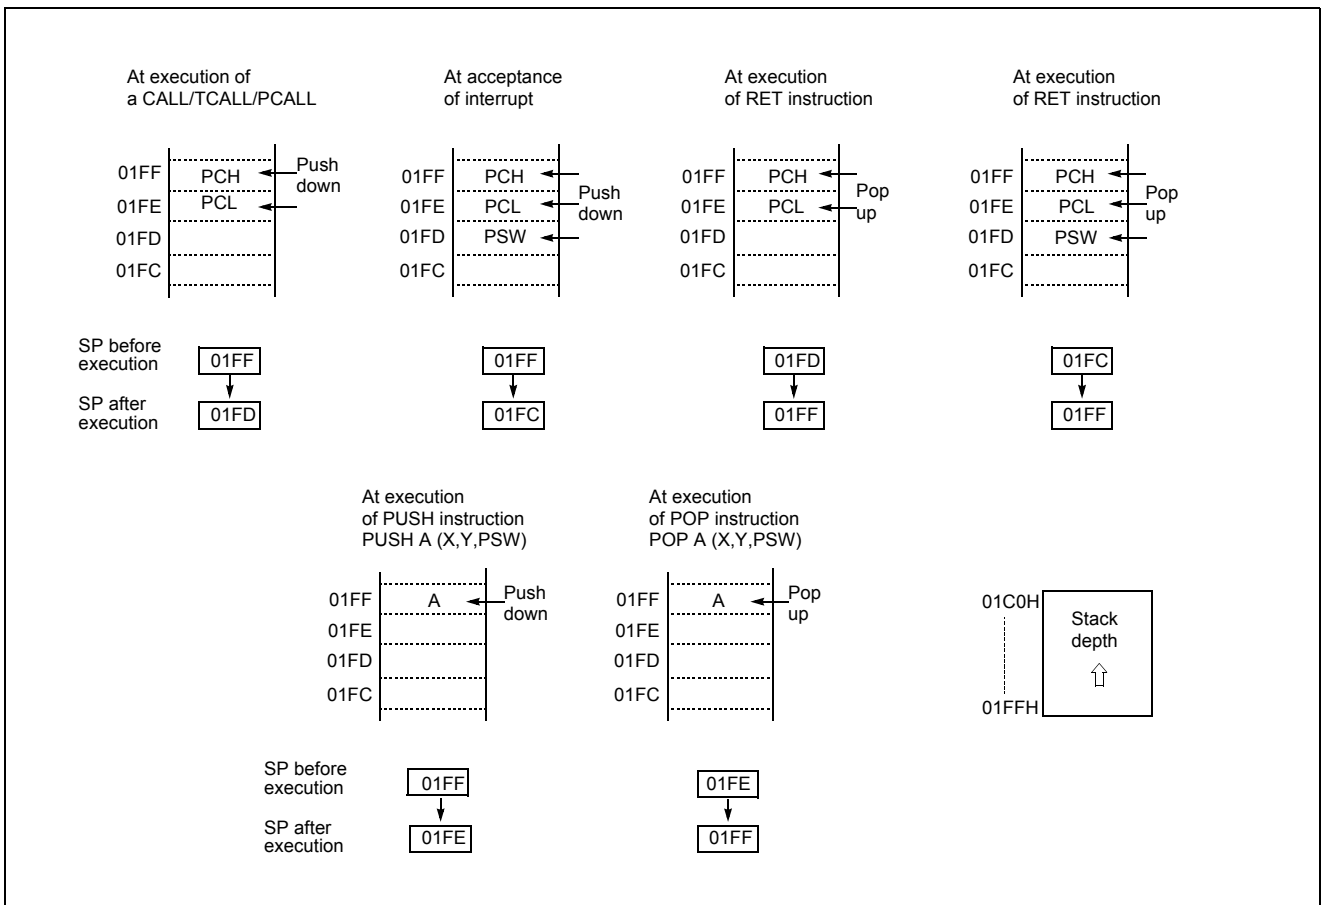 At execution of
a CALL/TCALL/PCALL
01FF
PCH
Push
down
01FE
PCL
01FD
01FC
SP before
execution
01FF
SP after
execution
01FD
At acceptance
of interrupt
01FF
PCH
Push
down
01FE
PCL
01FD
PSW
01FC
01FF
01FC
At execution
of RET instruction
01FF
PCH
Pop
up
01FE
PCL
01FD
01FC
01FD
01FF
At execution
of RET instruction
01FF
PCH
Pop
up
01FE
PCL
01FD
PSW
01FC
01FC
01FF
At execution
of PUSH instruction
PUSH A (X,Y,PSW)
01FF
A
Push
down
01FE
01FD
01FC
SP before
execution
01FF
SP after
execution
01FE
At execution
of POP instruction
POP A (X,Y,PSW)
01FF
A
Pop
up
01FE
01FD
01FC
01FE
01FF
01C0H
Stack
depth
01FFH